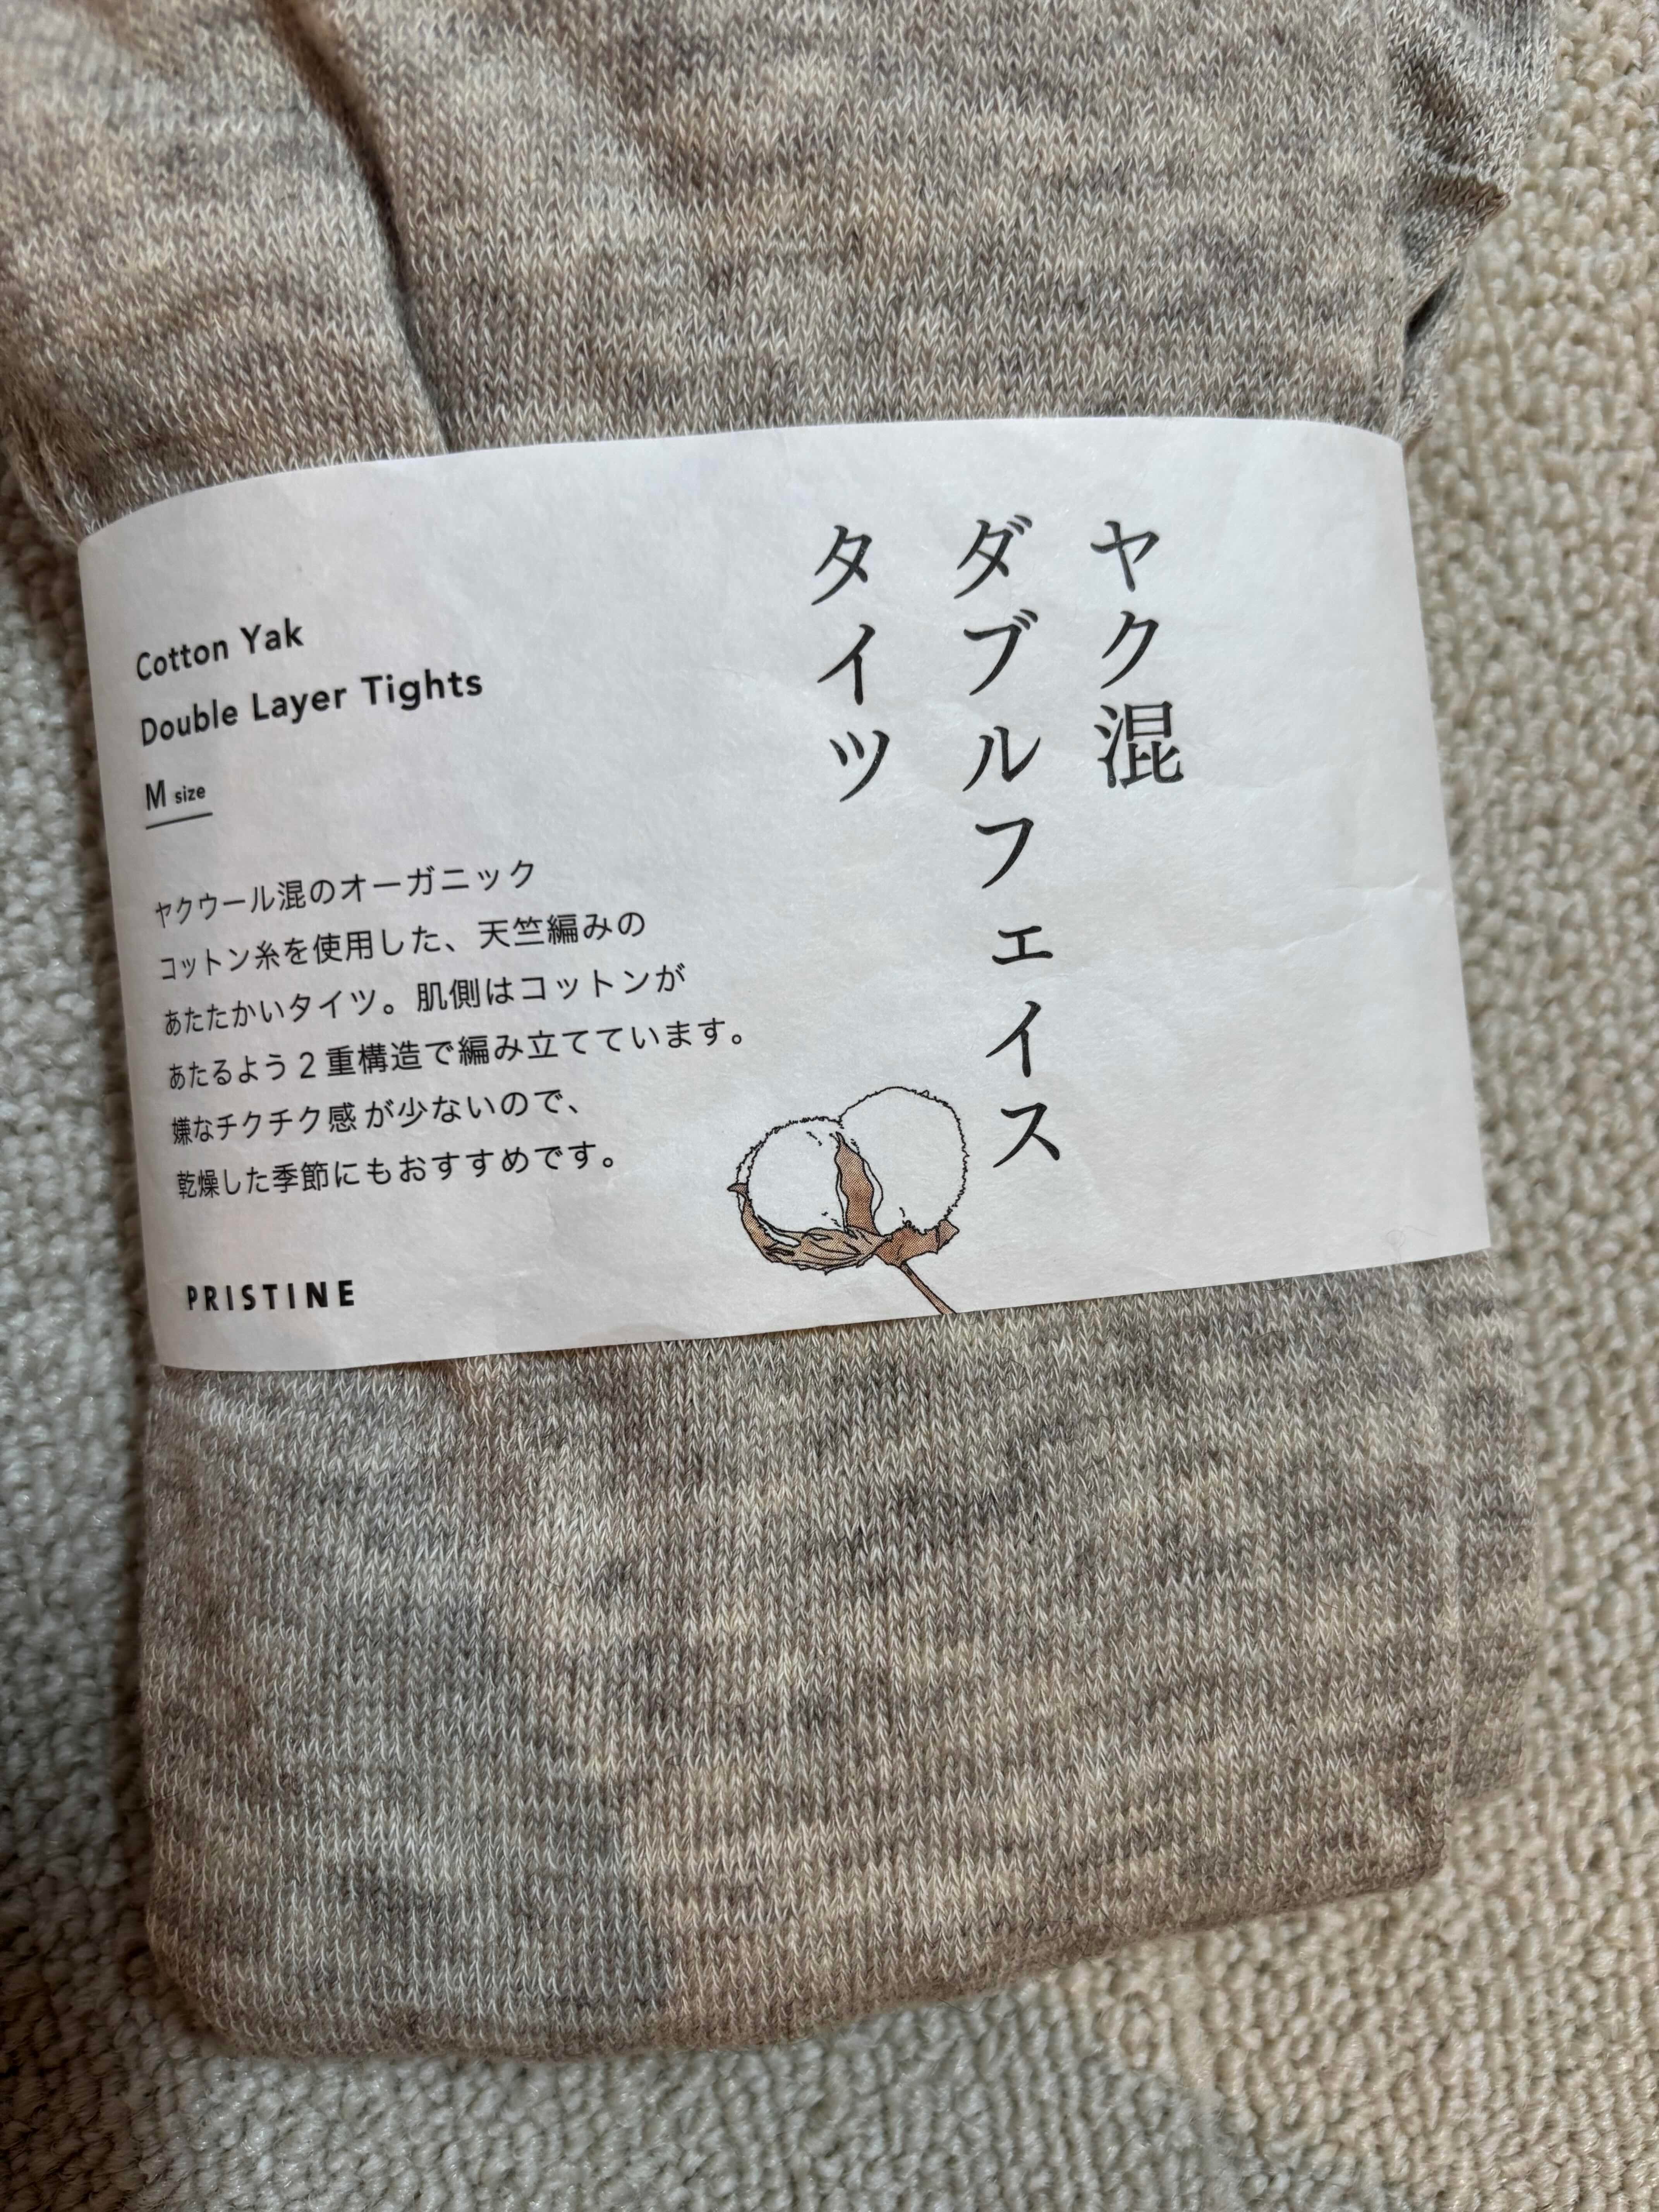 ヤク混
ダブルフェイス
タイツ
Cotton Yak
Double Layer Tights
M size
ヤクウール混のオーガニック
コットン糸を使用した、天竺編みの
あたたかいタイツ。肌側はコットンが
あたるよう2重構造で編み立てています。
嫌なチクチク感が少ないので、
乾燥した季節にもおすすめです。
PRISTINE